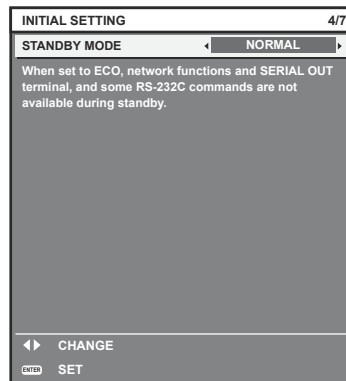 INITIAL SETTING 4/7
STANDBY MODE NORMAL
When set to ECO, network functions and SERIAL OUT
terminal, and some RS-232C commands are not
available during standby.
CHANGE
ENTER SET